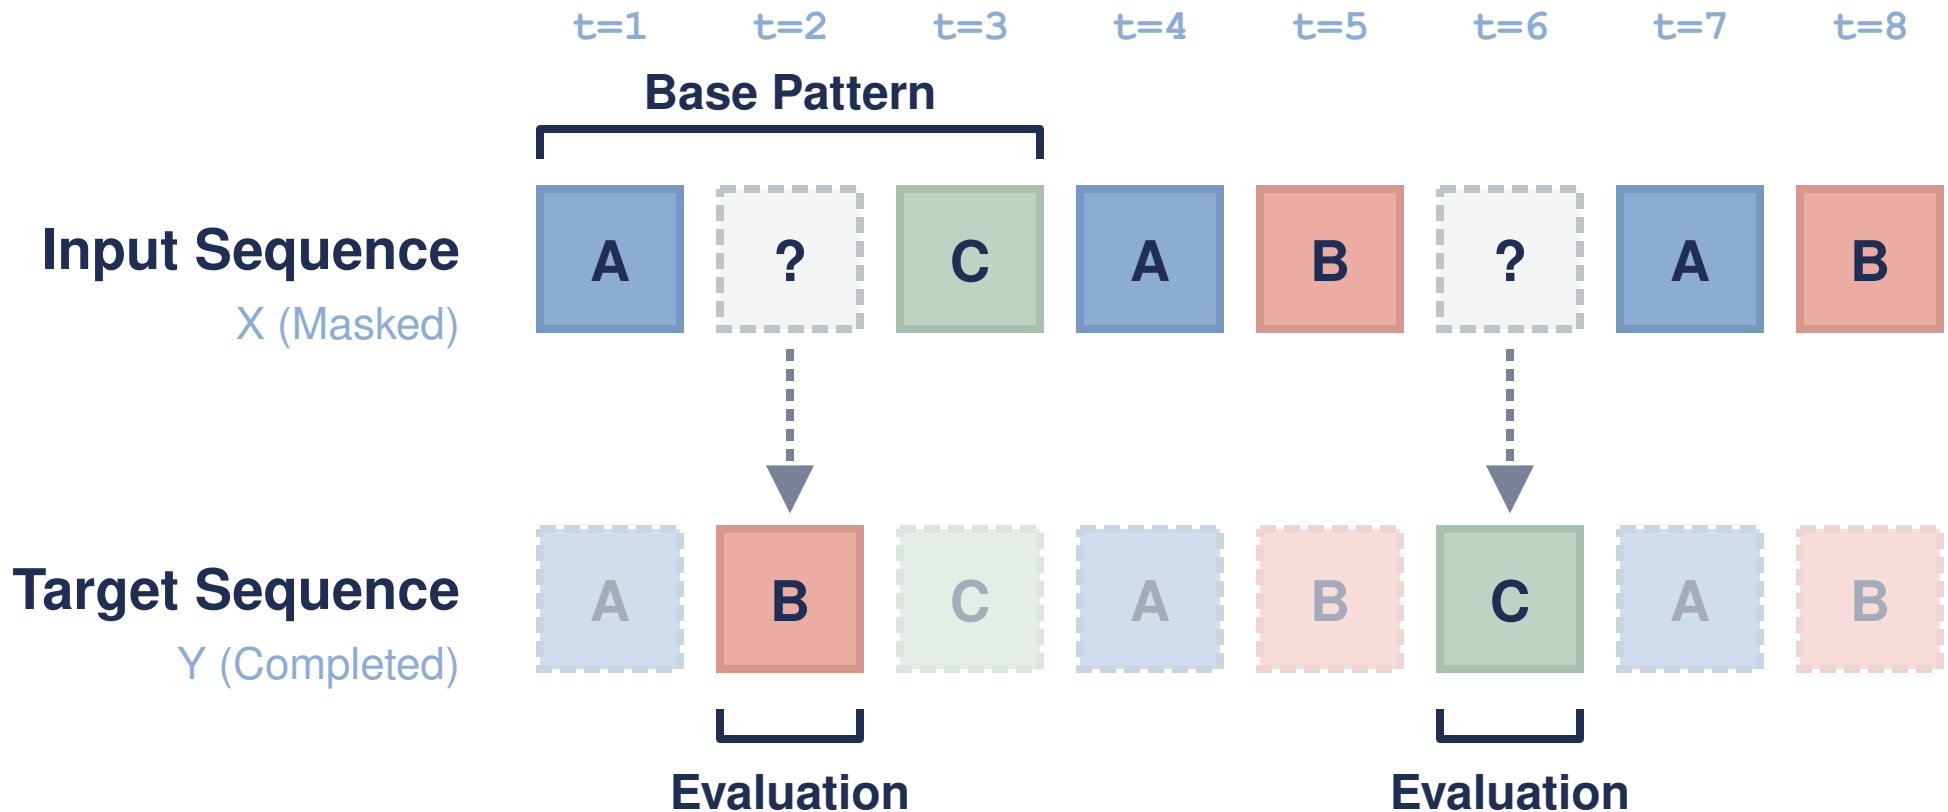 t=1 t=2 t=3 t=4 t=5 t=6 t=7 t=8
Base Pattern
Input Sequence
X (Masked)
A ? C A B ? A B
Target Sequence
Y (Completed)
A B C A B C A B
Evaluation Evaluation